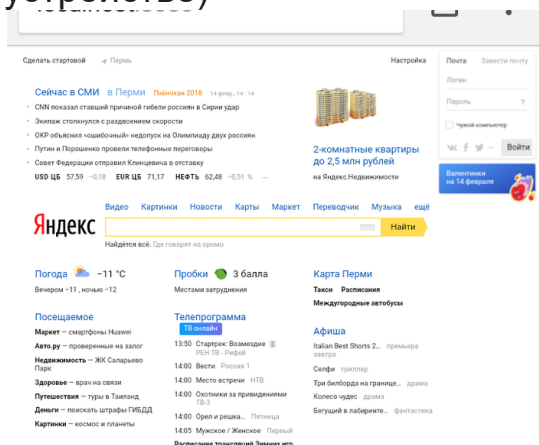 устройство)
Сделать стартовой Пермь Настройка
Почта Завести почту
Логин
Пароль ?
Чужой компьютер
Войти
Валентинки
на 14 февраля
Сейчас в СМИ в Перми Пхёнчхан 2018 14 февр., 14:14
CNN показал ставший причиной гибели россиян в Сирии удар
Экипаж столкнулся с раздвоением скорости
ОКР объяснил «ошибочный» недопуск на Олимпиаду двух россиян
Путин и Порошенко провели телефонные переговоры
Совет Федерации отправил Клинцевича в отставку
USD ЦБ 57,59 −0,18 EUR ЦБ 71,17 НЕФТЬ 62,48 −0,51 % ···
2-комнатные квартиры
до 2,5 млн рублей
на Яндекс.Недвижимости
Видео Картинки Новости Карты Маркет Переводчик Музыка ещё
Яндекс
Найти
Найдётся всё. Где говорят на оромо
Погода −11 °C
Вечером −11, ночью −12
Пробки 3 балла
Местами затруднения
Карта Перми
Такси Расписания
Междугородные автобусы
Посещаемое
Маркет — смартфоны Huawei
Авто.ру — проверенные на залог
Недвижимость — ЖК Саларьево
Парк
Здоровье — врач на связи
Путешествия — туры в Таиланд
Деньги — поискать штрафы ГИБДД
Картинки — космос и планеты
Телепрограмма
ТВ онлайн
13:50 Стартрек: Возмездие
РЕН ТВ - Рифей
14:00 Вести Россия 1
14:00 Место встречи НТВ
14:00 Охотники за привидениями
ТВ-3
14:00 Орел и решка... Пятница
14:05 Мужское / Женское Первый
Расписание трансляций Зимних игр
Афиша
Italian Best Shorts 2... премьера
завтра
Селфи триллер
Три билборда на границе... драма
Колесо чудес драма
Бегущий в лабиринте... фантастика